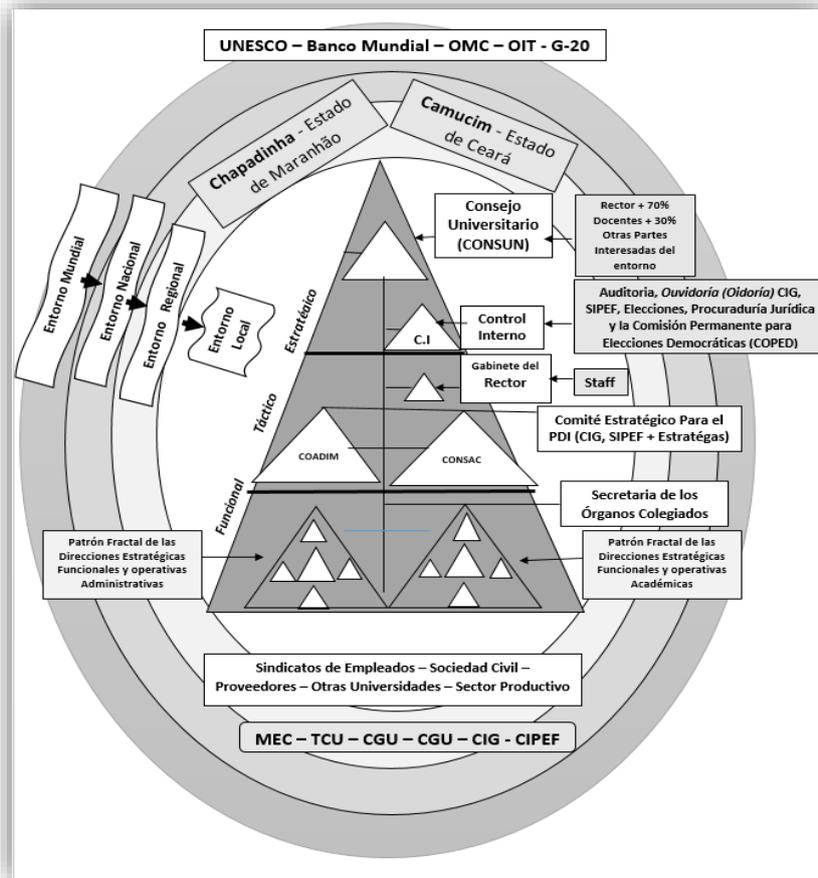 UNESCO – Banco Mundial – OMC – OIT - G-20
Chapadinha - Estado
de Maranhão
Camucim - Estado
de Ceará
Entorno Mundial
Entorno Nacional
Entorno Regional
Entorno
Local
Estratégico
Táctico
Funcional
Consejo
Universitario
(CONSUN)
Rector + 70%
Docentes + 30%
Otras Partes
Interesadas del
entorno
C.I
Control
Interno
Auditoria, Ouvidoría (Oidoría) CIG,
SIPEF, Elecciones, Procuraduría Jurídica
y la Comisión Permanente para
Elecciones Democráticas (COPED)
Gabinete del
Rector
Staff
Comité Estratégico Para el
PDI (CIG, SIPEF + Estratégas)
COADIM
CONSAC
Secretaria de los
Órganos Colegiados
Patrón Fractal de las
Direcciones Estratégicas
Funcionales y operativas
Administrativas
Patrón Fractal de las
Direcciones Estratégicas
Funcionales y operativas
Académicas
Sindicatos de Empleados – Sociedad Civil –
Proveedores – Otras Universidades – Sector Productivo
MEC – TCU – CGU – CGU – CIG - CIPEF